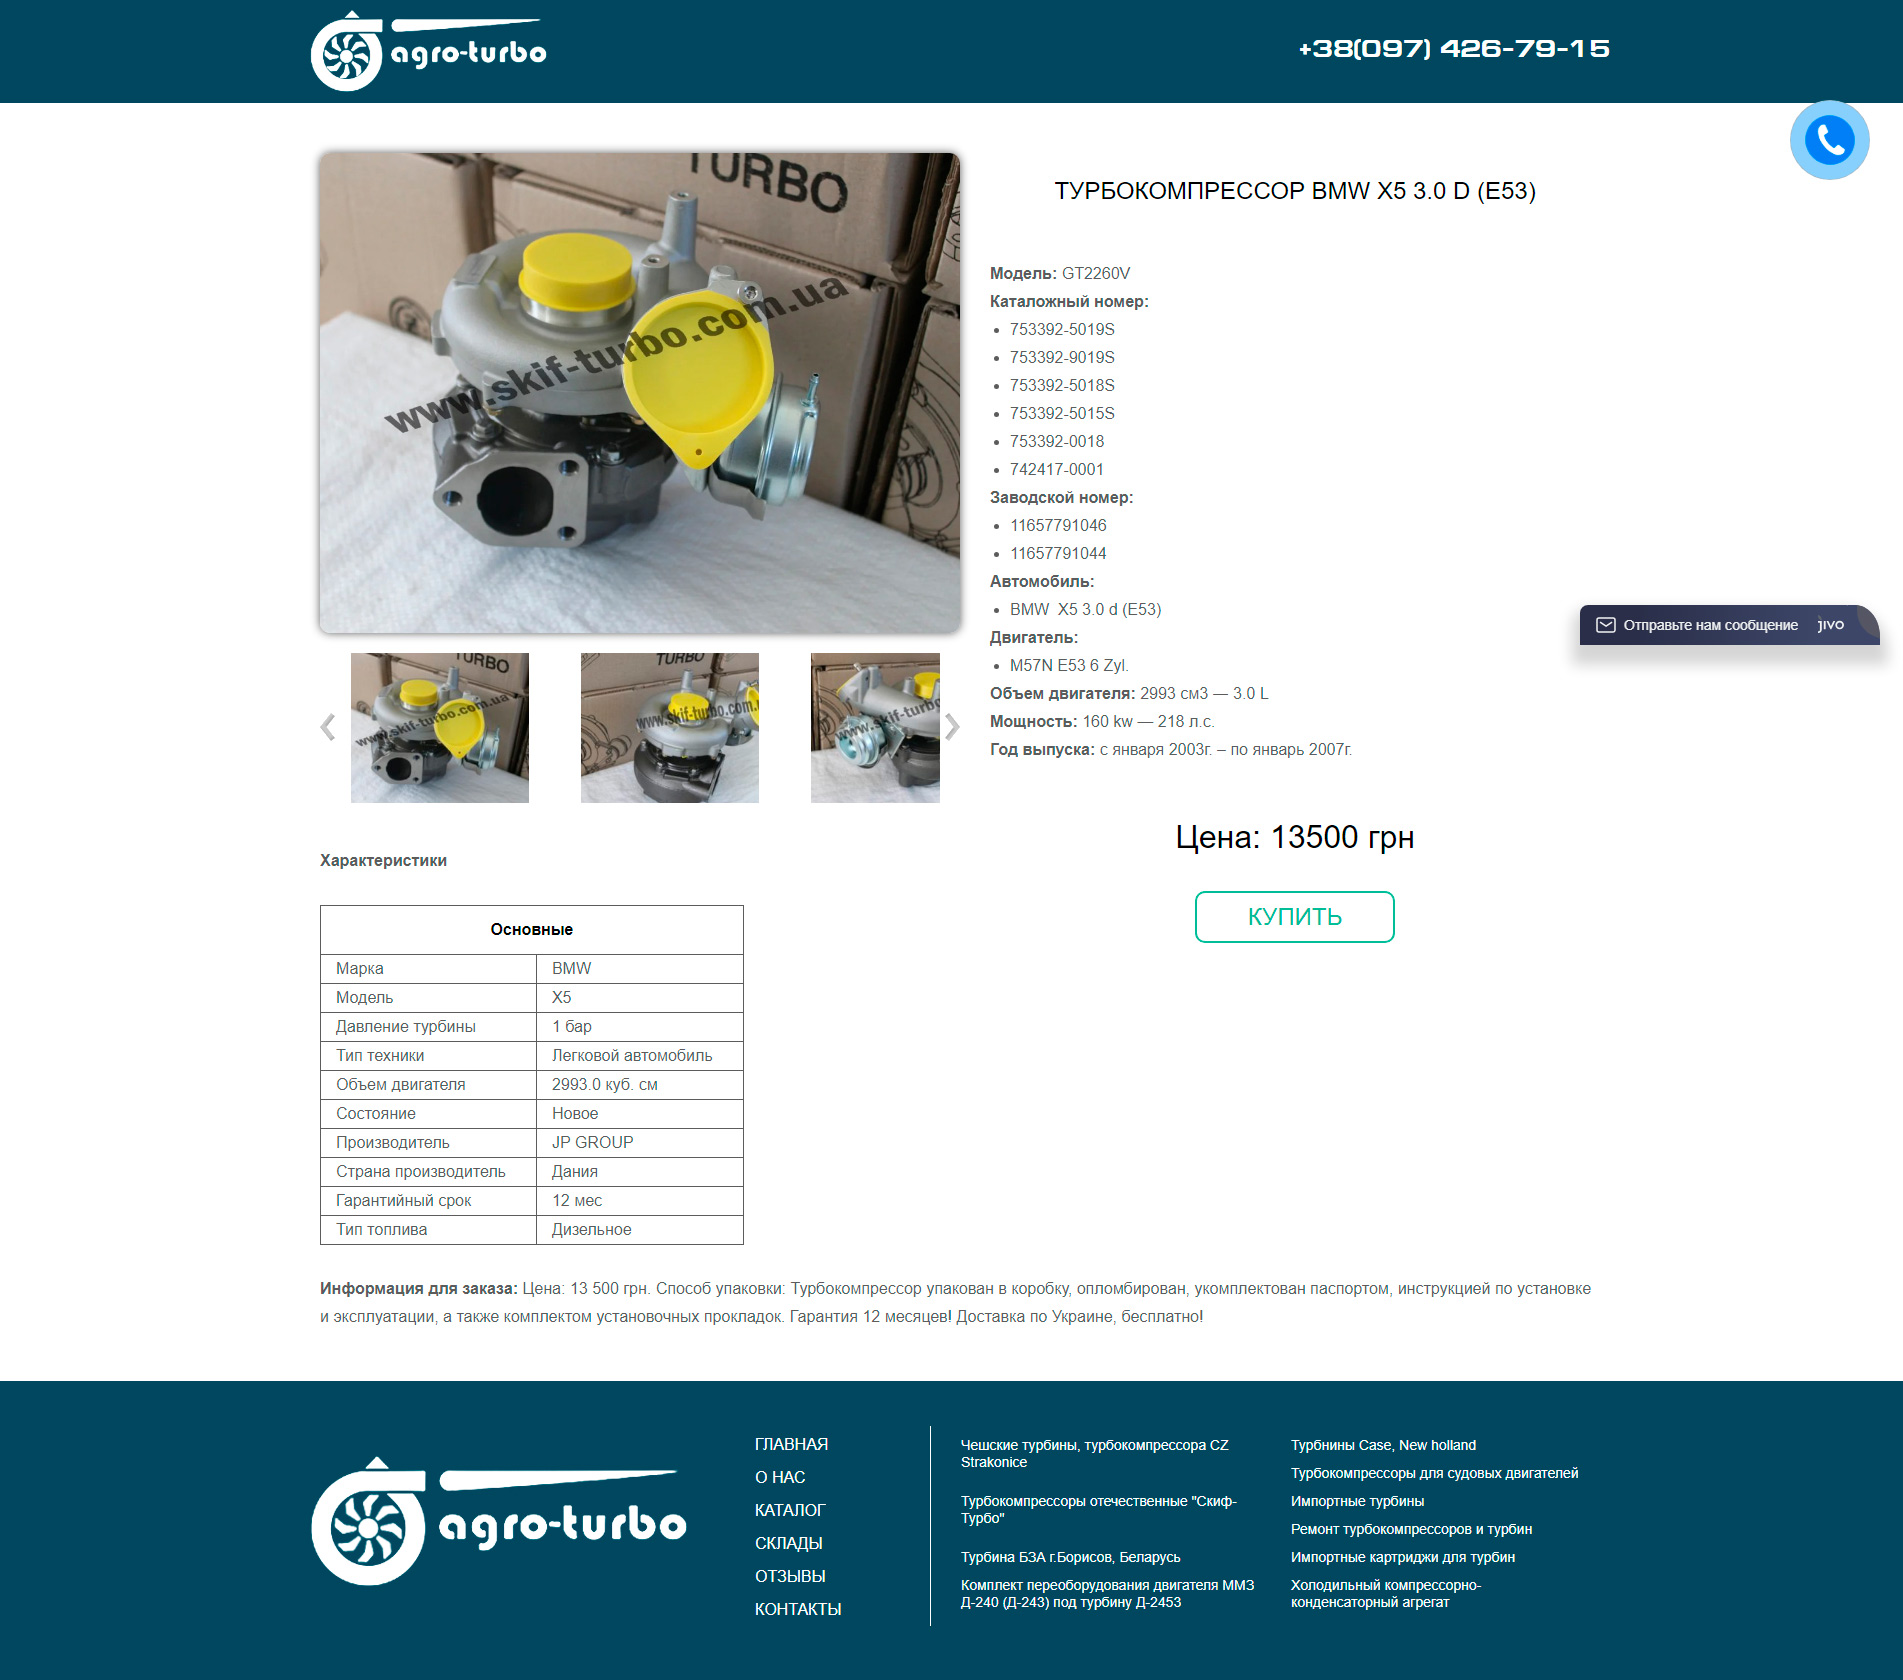 agro-turbo
+38(097) 426-79-15
TURBO
www.skif-turbo.com.ua
ТУРБОКОМПРЕССОР BMW X5 3.0 D (E53)
Модель: GT2260V
Каталожный номер:
753392-5019S
753392-9019S
753392-5018S
753392-5015S
753392-0018
742417-0001
Заводской номер:
11657791046
11657791044
Автомобиль:
BMW  X5 3.0 d (E53)
Двигатель:
M57N E53 6 Zyl.
Объем двигателя: 2993 см3 — 3.0 L
Мощность: 160 kw — 218 л.с.
Год выпуска: с января 2003г. – по январь 2007г.
Отправьте нам сообщение jivo
Цена: 13500 грн
КУПИТЬ
Характеристики
Основные
Марка BMW
Модель X5
Давление турбины 1 бар
Тип техники Легковой автомобиль
Объем двигателя 2993.0 куб. см
Состояние Новое
Производитель JP GROUP
Страна производитель Дания
Гарантийный срок 12 мес
Тип топлива Дизельное
Информация для заказа: Цена: 13 500 грн. Способ упаковки: Турбокомпрессор упакован в коробку, опломбирован, укомплектован паспортом, инструкцией по установке
и эксплуатации, а также комплектом установочных прокладок. Гарантия 12 месяцев! Доставка по Украине, бесплатно!
agro-turbo
ГЛАВНАЯ
О НАС
КАТАЛОГ
СКЛАДЫ
ОТЗЫВЫ
КОНТАКТЫ
Чешские турбины, турбокомпрессора CZ
Strakonice
Турбокомпрессоры отечественные "Скиф-
Турбо"
Турбина БЗА г.Борисов, Беларусь
Комплект переоборудования двигателя ММЗ
Д-240 (Д-243) под турбину Д-2453
Турбнины Case, New holland
Турбокомпрессоры для судовых двигателей
Импортные турбины
Ремонт турбокомпрессоров и турбин
Импортные картриджи для турбин
Холодильный компрессорно-
конденсаторный агрегат